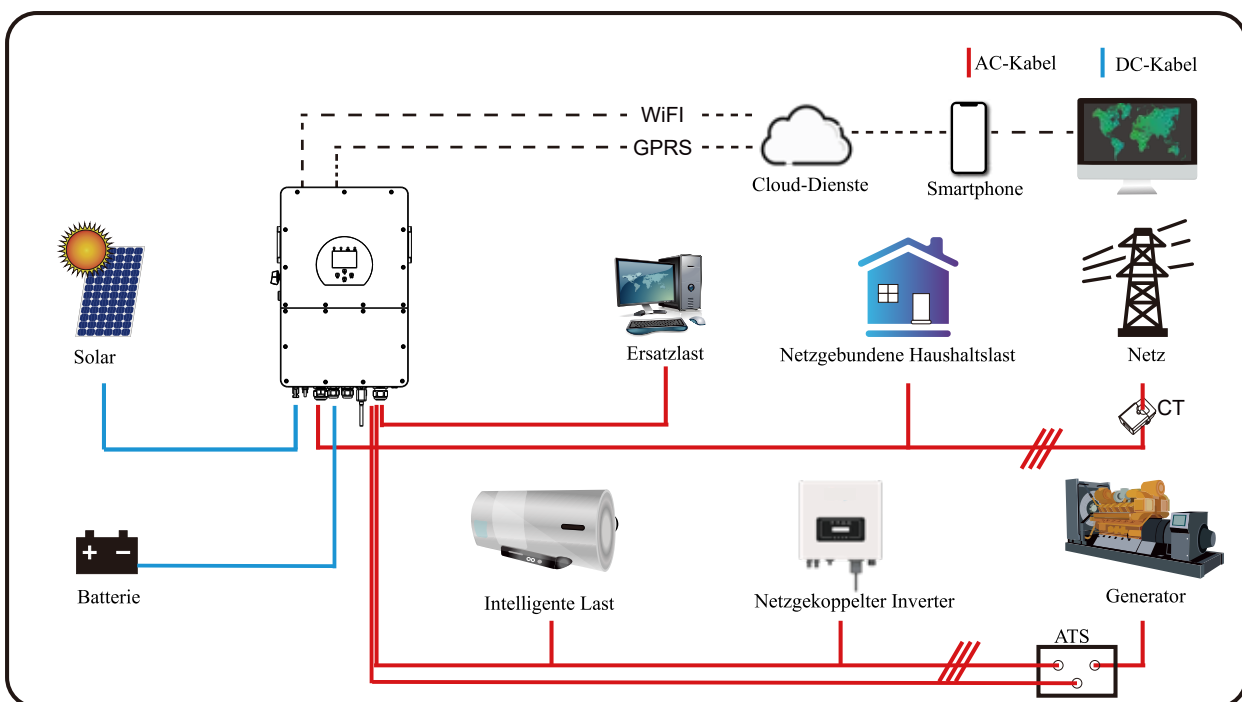 AC-Kabel
DC-Kabel
WiFI
GPRS
Cloud-Dienste
Smartphone
Solar
Ersatzlast
Netzgebundene Haushaltslast
Netz
CT
Batterie
Intelligente Last
Netzgekoppelter Inverter
Generator
ATS